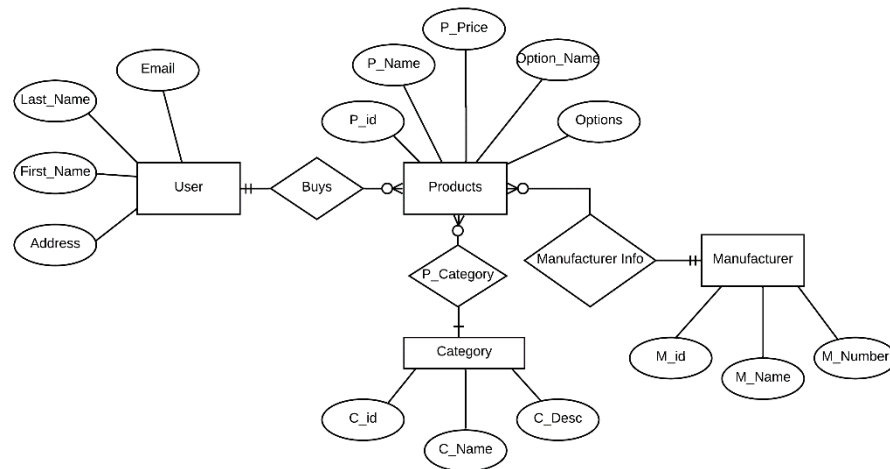 P_Price
Email
P_Name
Option_Name
Last_Name
P_id
Options
First_Name
User
Buys
Products
Address
Manufacturer Info
Manufacturer
P_Category
Category
M_id
M_Name
M_Number
C_id
C_Name
C_Desc